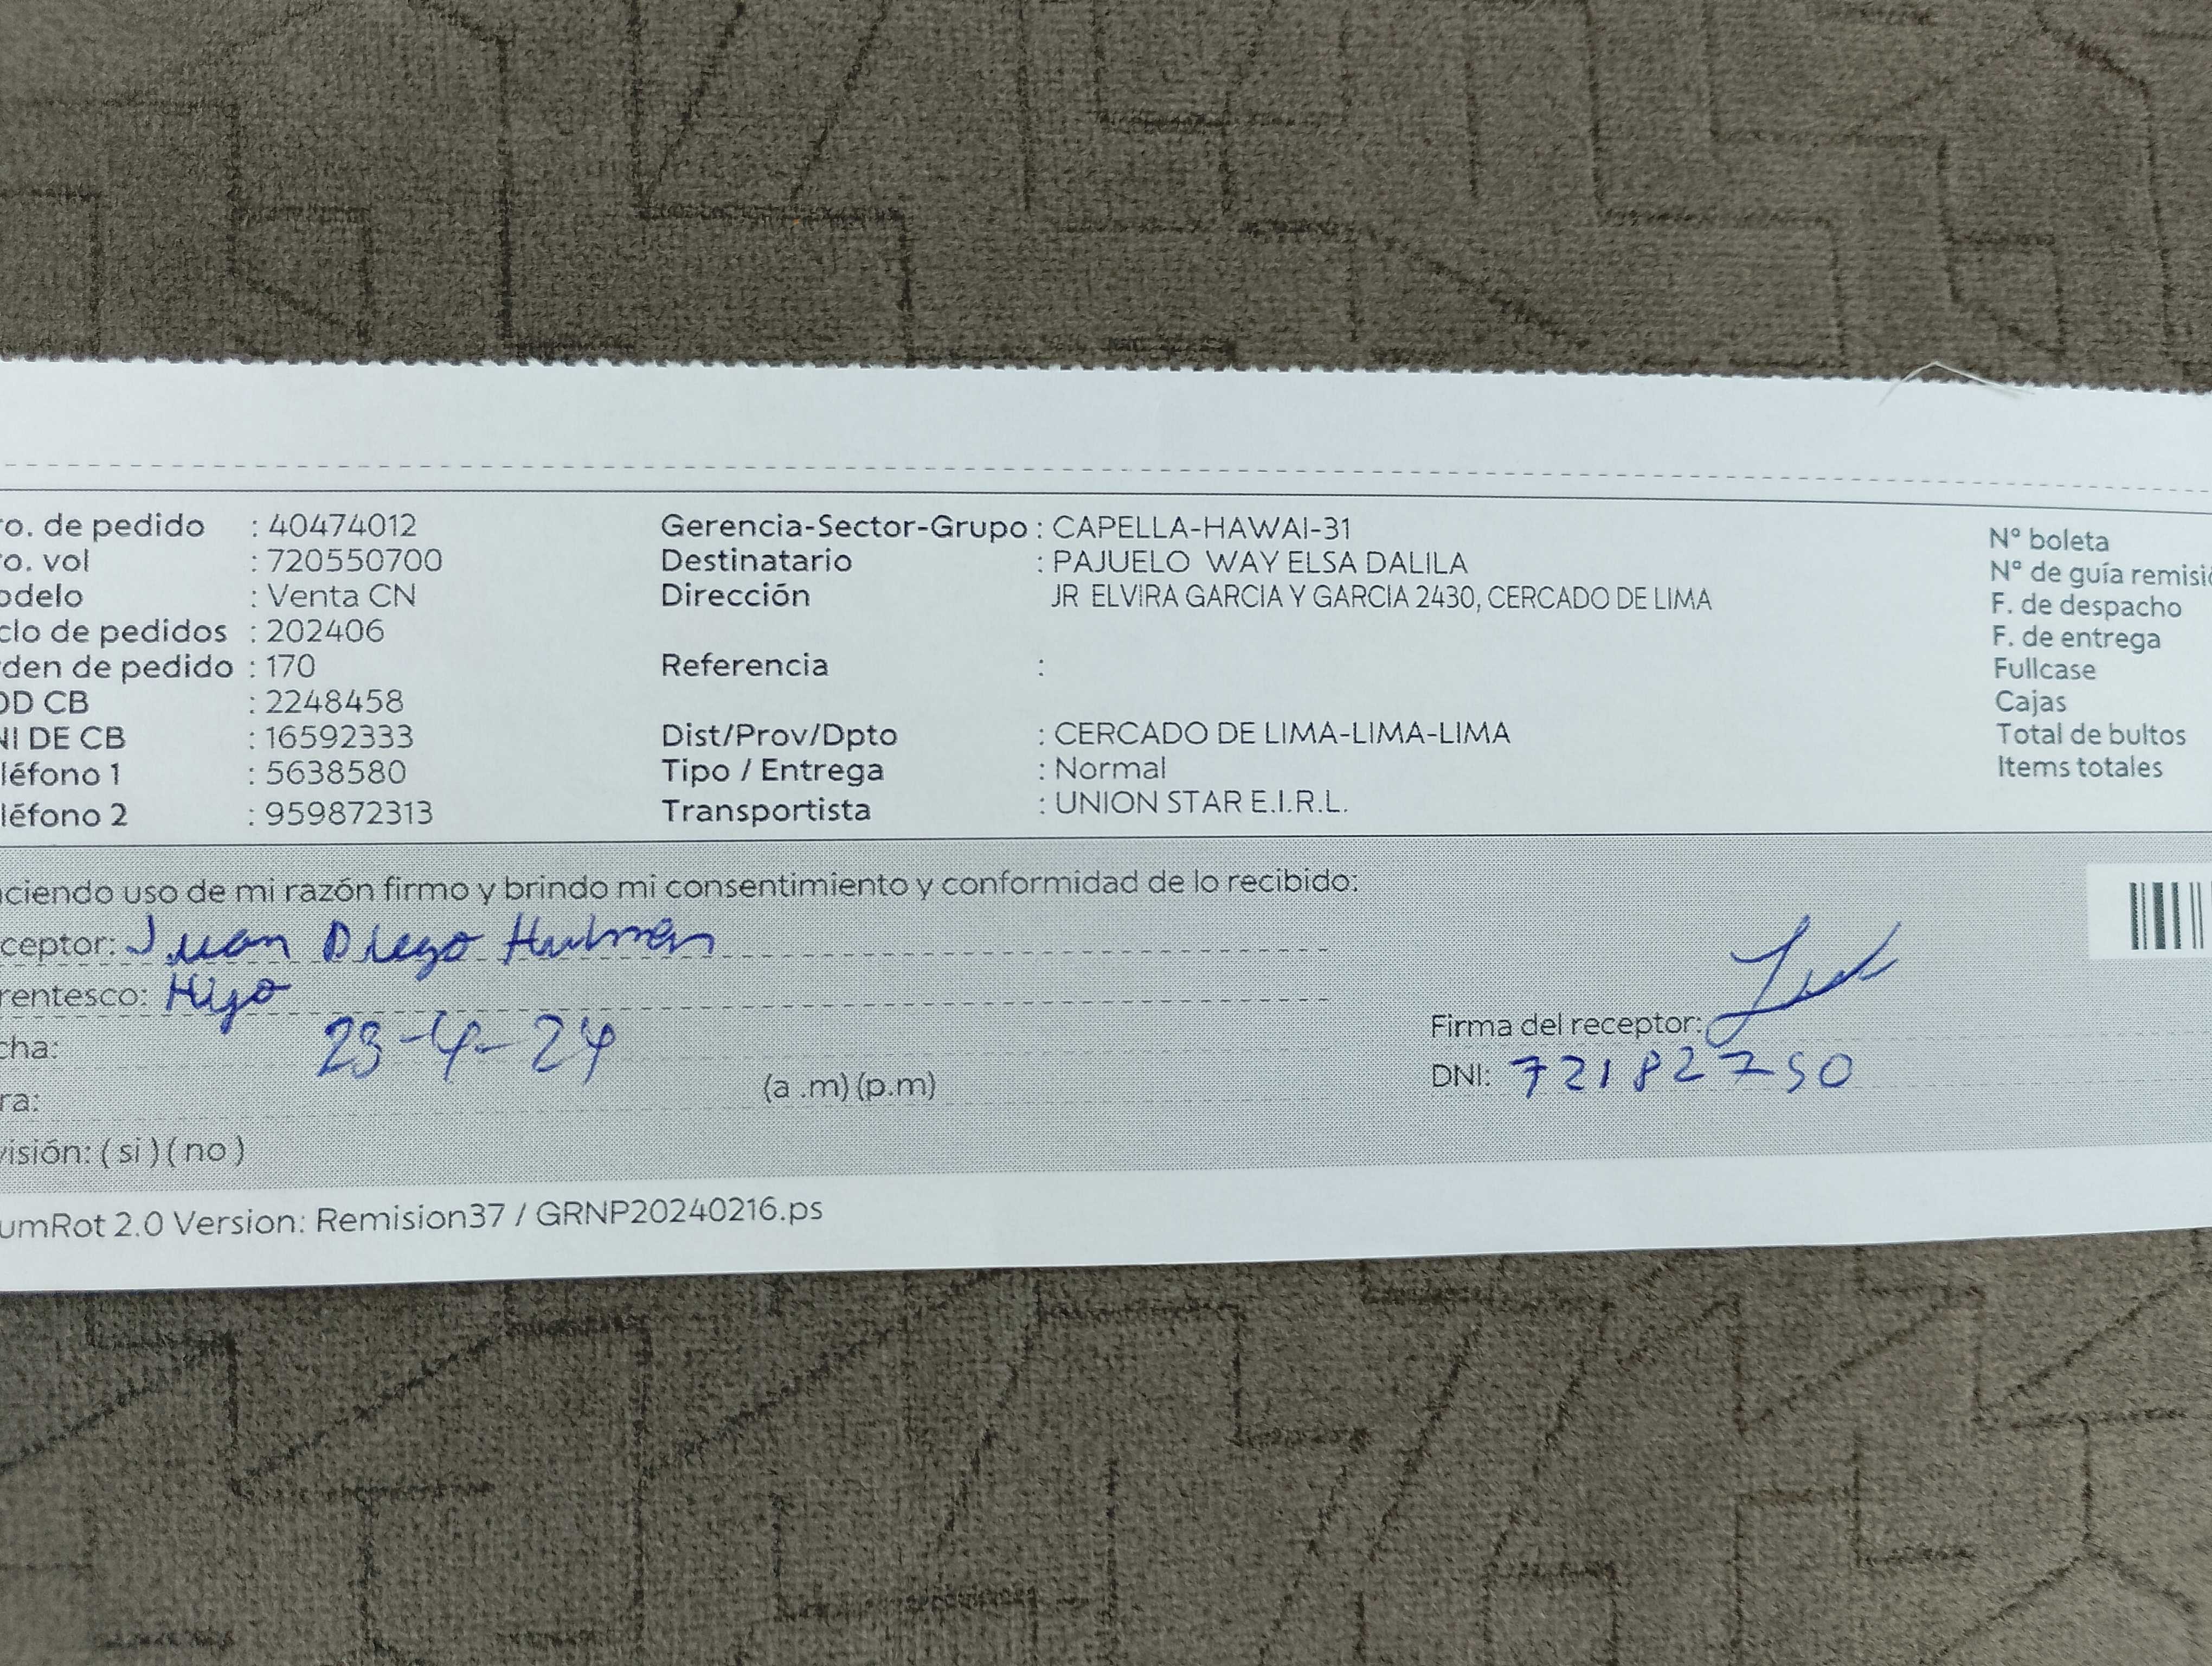 ro. de pedido : 40474012 Gerencia-Sector-Grupo : CAPELLA-HAWAI-31 N° boleta
ro. vol : 720550700 Destinatario : PAJUELO WAY ELSA DALILA N° de guía remisió
odelo : Venta CN Dirección JR ELVIRA GARCIA Y GARCIA 2430, CERCADO DE LIMA F. de despacho
clo de pedidos : 202406 F. de entrega
den de pedido : 170 Referencia : Fullcase
OD CB : 2248458 Cajas
NI DE CB : 16592333 Dist/Prov/Dpto : CERCADO DE LIMA-LIMA-LIMA Total de bultos
léfono 1 : 5638580 Tipo / Entrega : Normal Items totales
léfono 2 : 959872313 Transportista : UNION STAR E.I.R.L.
aciendo uso de mi razón firmo y brindo mi consentimiento y conformidad de lo recibido:
ceptor: Juan Diego
rentesco: Hijo
cha: 23-4-24 Firma del receptor:
ra: (a .m) (p.m) DNI: 72182750
visión: ( si ) ( no )
umRot 2.0 Version: Remision37 / GRNP20240216.ps